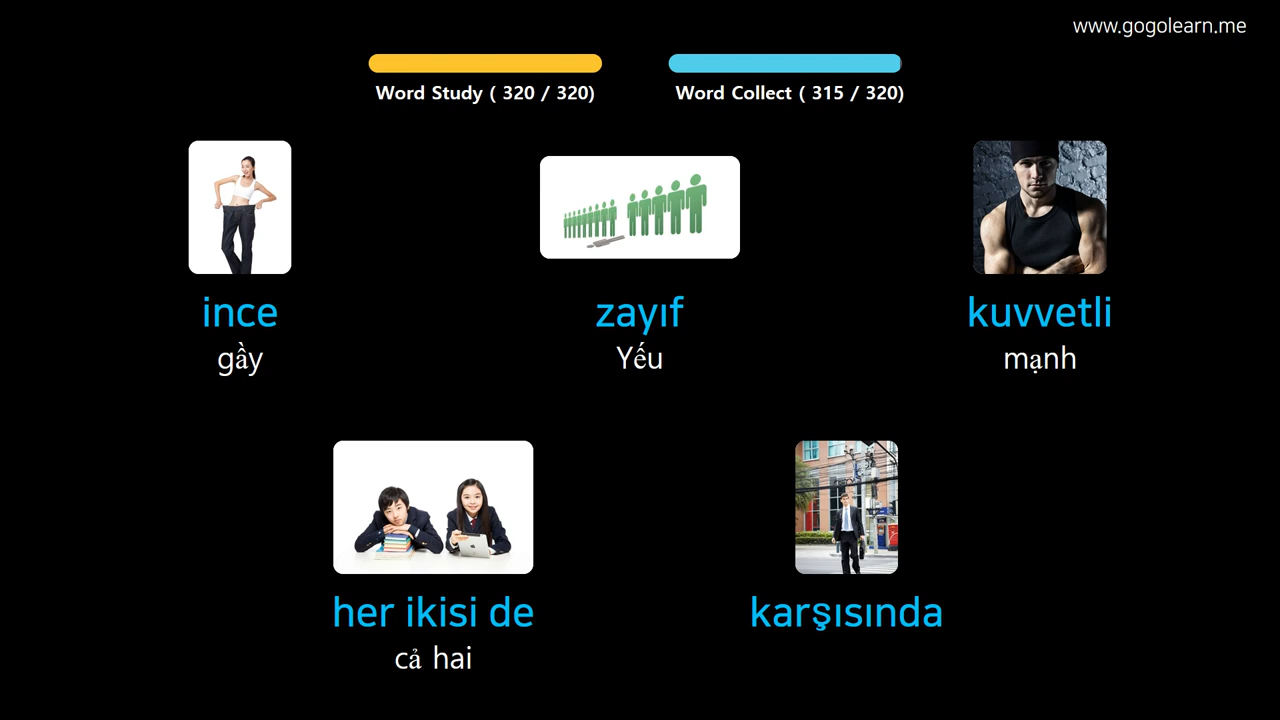 www.gogolearn.me
Word Study ( 320 / 320)
Word Collect ( 315 / 320)
ince
gầy
zayıf
Yếu
kuvvetli
mạnh
her ikisi de
cả hai
karşısında